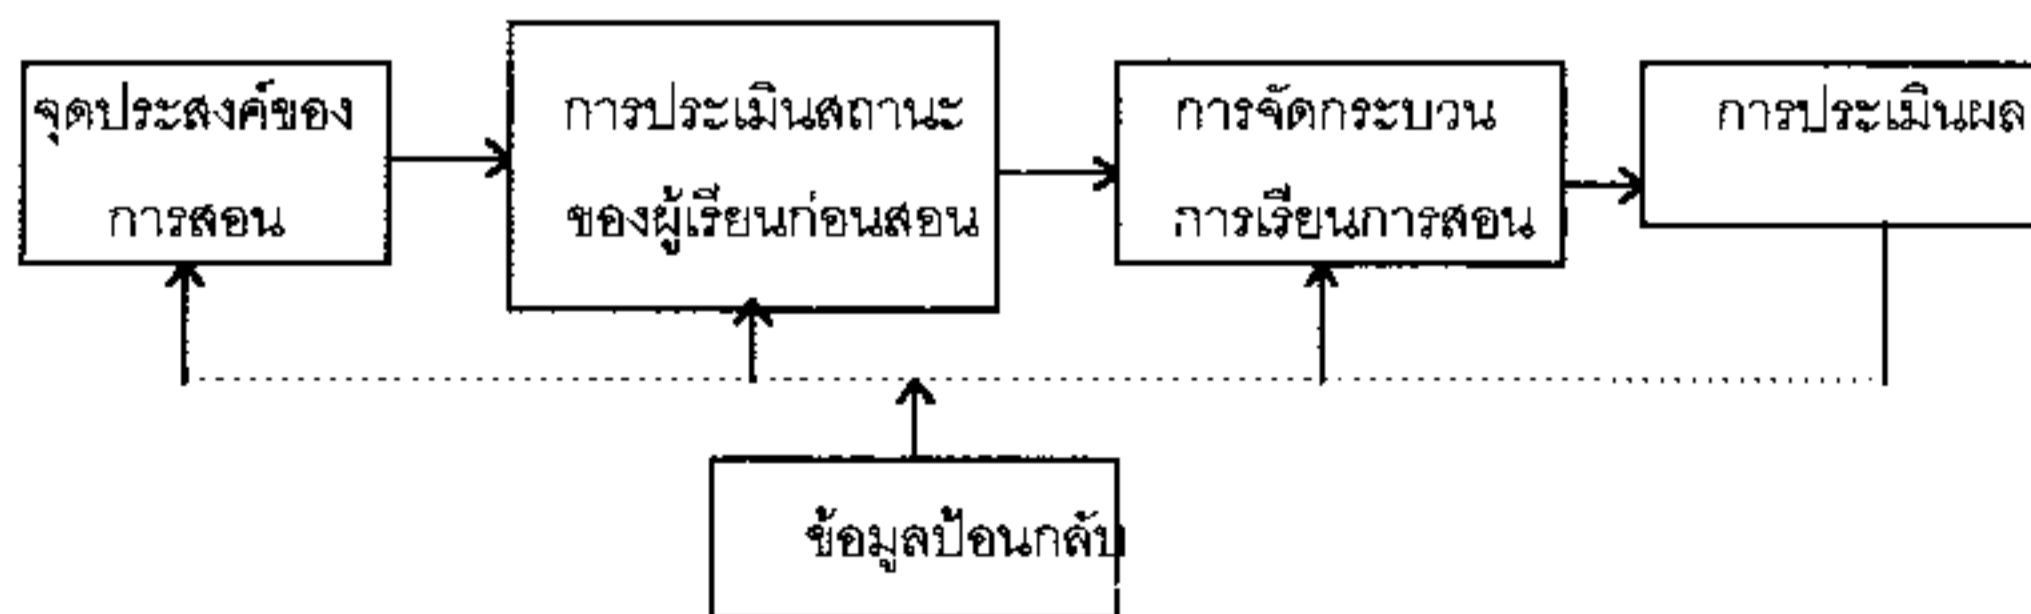 จุดประสงค์ของ
การสอน
การประเมินสถานะ
ของผู้เรียนก่อนสอน
การจัดกระบวน
การเรียนการสอน
การประเมินผล
ข้อมูลป้อนกลับ